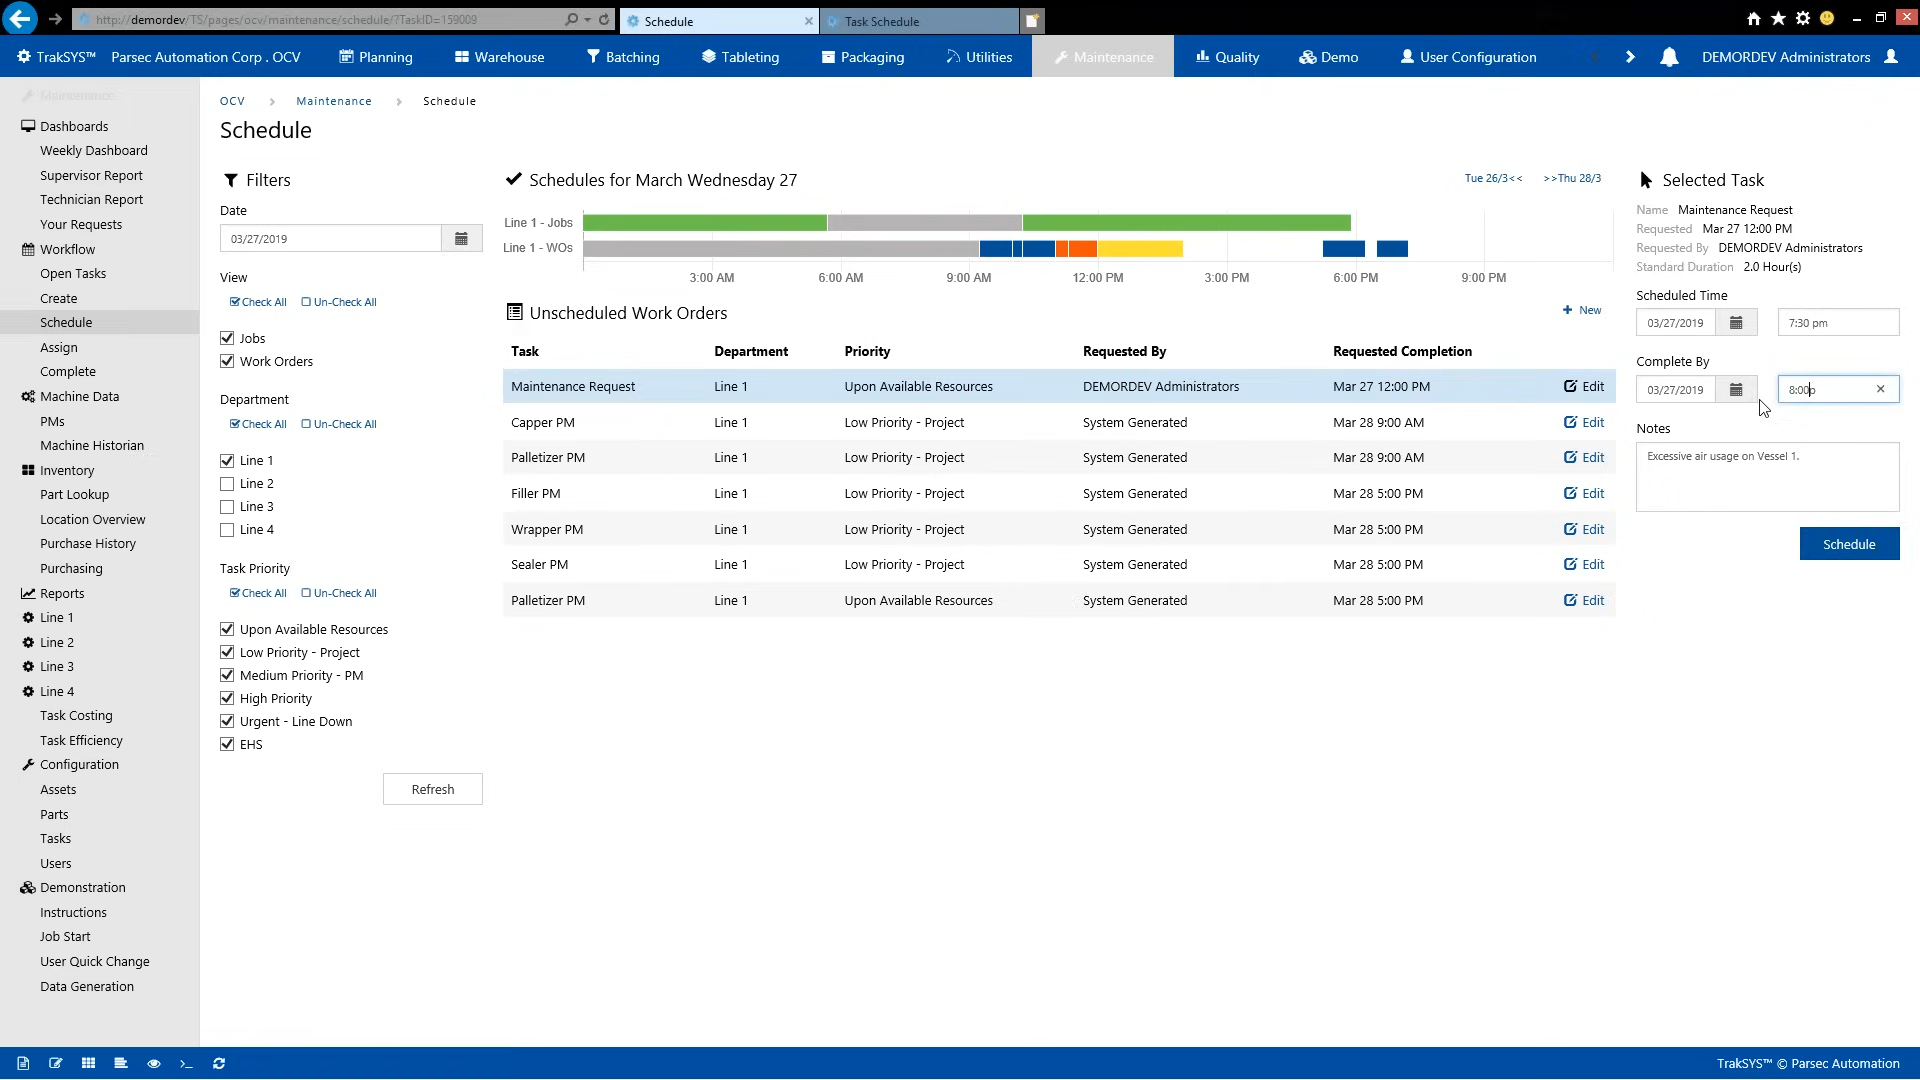 http://demordev/TS/pages/ocv/maintenance/schedule/?TaskID=159009
Schedule
Task Schedule
TrakSYS™
Parsec Automation Corp . OCV
Planning
Warehouse
Batching
Tableting
Packaging
Utilities
Maintenance
Quality
Demo
User Configuration
DEMORDEV Administrators
Maintenance
Dashboards
Weekly Dashboard
Supervisor Report
Technician Report
Your Requests
Workflow
Open Tasks
Create
Schedule
Assign
Complete
Machine Data
PMs
Machine Historian
Inventory
Part Lookup
Location Overview
Purchase History
Purchasing
Reports
Line 1
Line 2
Line 3
Line 4
Task Costing
Task Efficiency
Configuration
Assets
Parts
Tasks
Users
Demonstration
Instructions
Job Start
User Quick Change
Data Generation
OCV > Maintenance > Schedule
Schedule
Filters
Date
03/27/2019
View
Check All Un-Check All
Jobs
Work Orders
Department
Check All Un-Check All
Line 1
Line 2
Line 3
Line 4
Task Priority
Check All Un-Check All
Upon Available Resources
Low Priority - Project
Medium Priority - PM
High Priority
Urgent - Line Down
EHS
Refresh
Schedules for March Wednesday 27
Tue 26/3<< >>Thu 28/3
Line 1 - Jobs
Line 1 - WOs
3:00 AM 6:00 AM 9:00 AM 12:00 PM 3:00 PM 6:00 PM 9:00 PM
Unscheduled Work Orders
+ New
Task Department Priority Requested By Requested Completion
Maintenance Request Line 1 Upon Available Resources DEMORDEV Administrators Mar 27 12:00 PM Edit
Capper PM Line 1 Low Priority - Project System Generated Mar 28 9:00 AM Edit
Palletizer PM Line 1 Low Priority - Project System Generated Mar 28 9:00 AM Edit
Filler PM Line 1 Low Priority - Project System Generated Mar 28 5:00 PM Edit
Wrapper PM Line 1 Low Priority - Project System Generated Mar 28 5:00 PM Edit
Sealer PM Line 1 Low Priority - Project System Generated Mar 28 5:00 PM Edit
Palletizer PM Line 1 Upon Available Resources System Generated Mar 28 5:00 PM Edit
Selected Task
Name Maintenance Request
Requested Mar 27 12:00 PM
Requested By DEMORDEV Administrators
Standard Duration 2.0 Hour(s)
Scheduled Time
03/27/2019 7:30 pm
Complete By
03/27/2019 8:00p
Notes
Excessive air usage on Vessel 1.
Schedule
TrakSYS™ © Parsec Automation